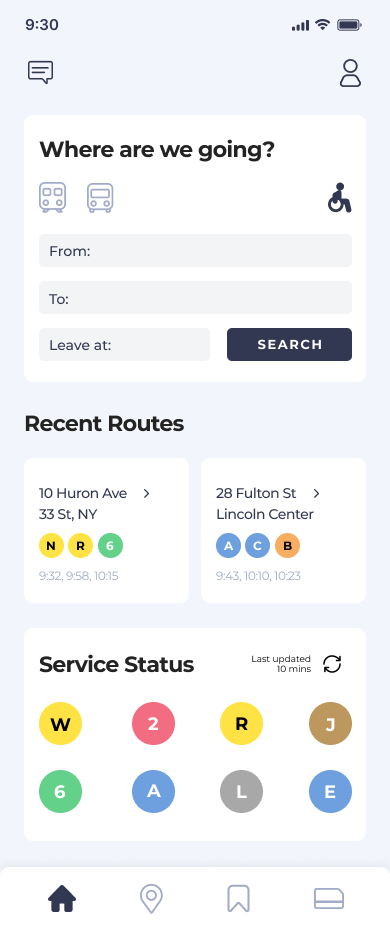 9:30
Where are we going?
From:
To:
Leave at:
SEARCH
Recent Routes
10 Huron Ave
33 St, NY
N R 6
9:32, 9:58, 10:15
28 Fulton St
Lincoln Center
A C B
9:43, 10:10, 10:23
Service Status
Last updated
10 mins
W 2 R J
6 A L E